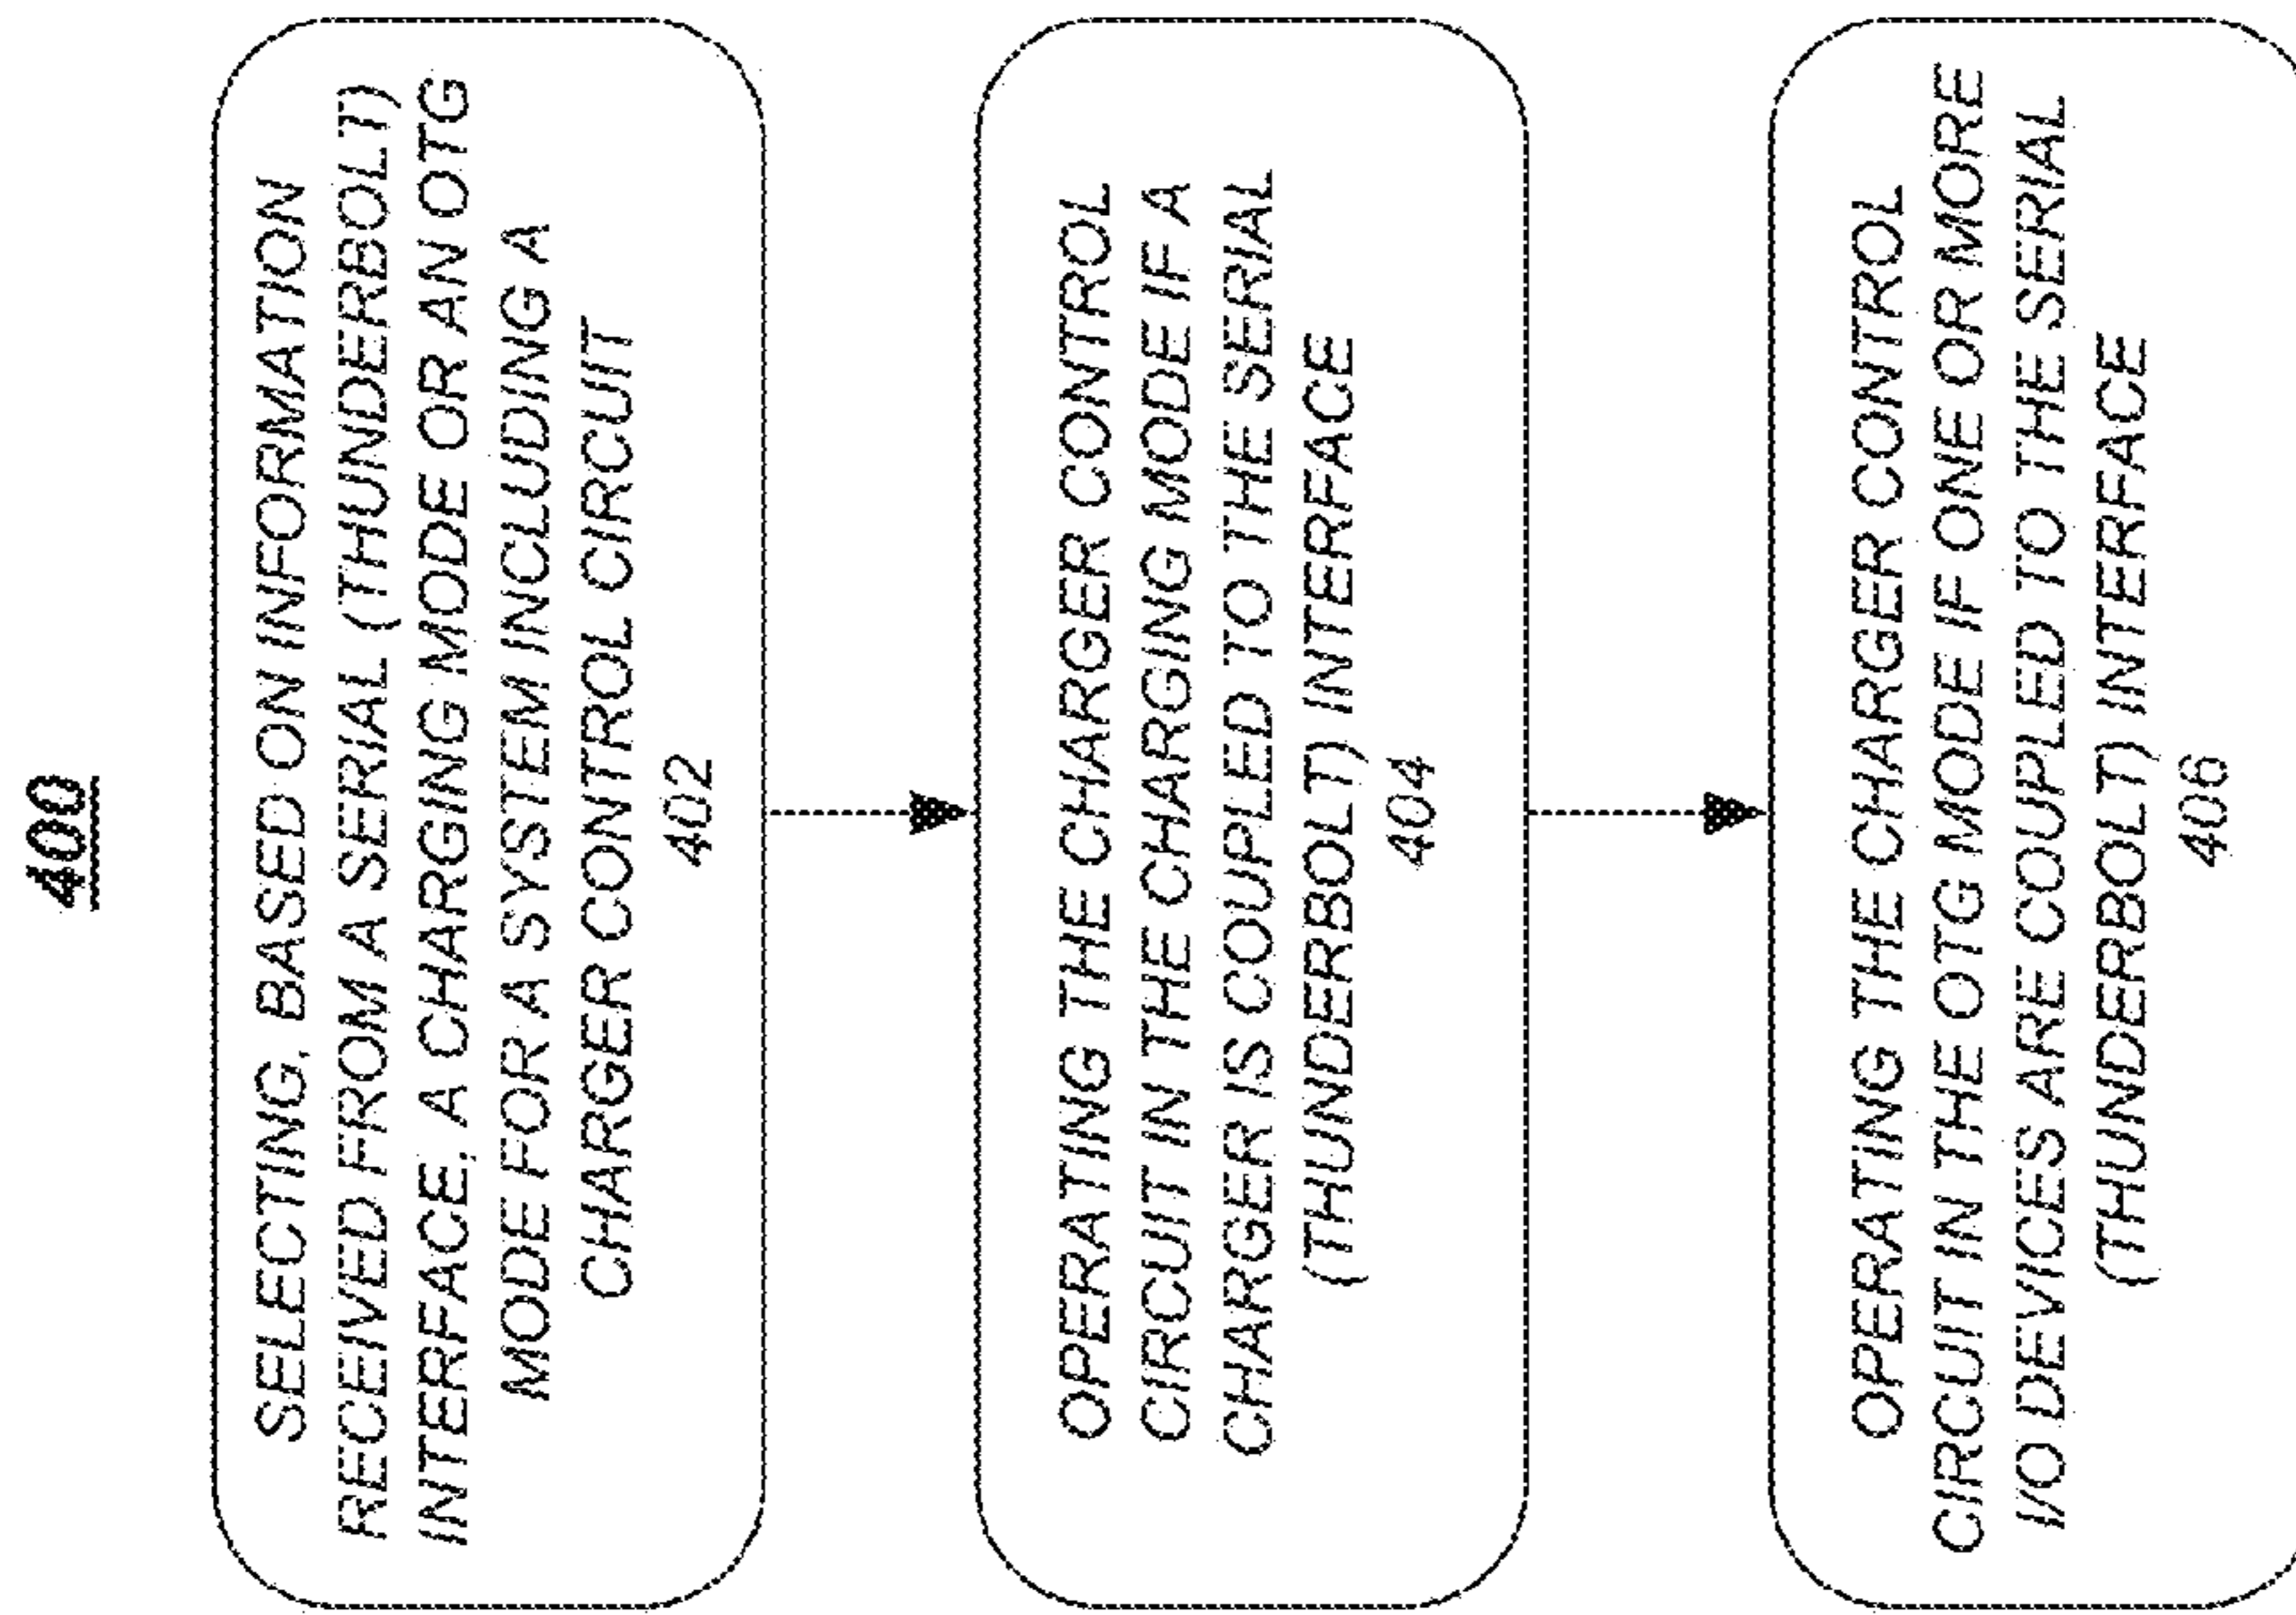 400
SELECTING, BASED ON INFORMATION
RECEIVED FROM A SERIAL (THUNDERBOLT)
INTERFACE, A CHARGING MODE OR AN OTG
MODE FOR A SYSTEM INCLUDING A
CHARGER CONTROL CIRCUIT
402
OPERATING THE CHARGER CONTROL
CIRCUIT IN THE CHARGING MODE IF A
CHARGER IS COUPLED TO THE SERIAL
(THUNDERBOLT) INTERFACE
404
OPERATING THE CHARGER CONTROL
CIRCUIT IN THE OTG MODE IF ONE OR MORE
I/O DEVICES ARE COUPLED TO THE SERIAL
(THUNDERBOLT) INTERFACE
406